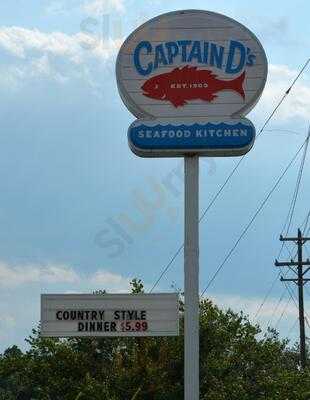 CAPTAIN D's
EST. 1969
SEAFOOD KITCHEN
COUNTRY STYLE
DINNER $5.99